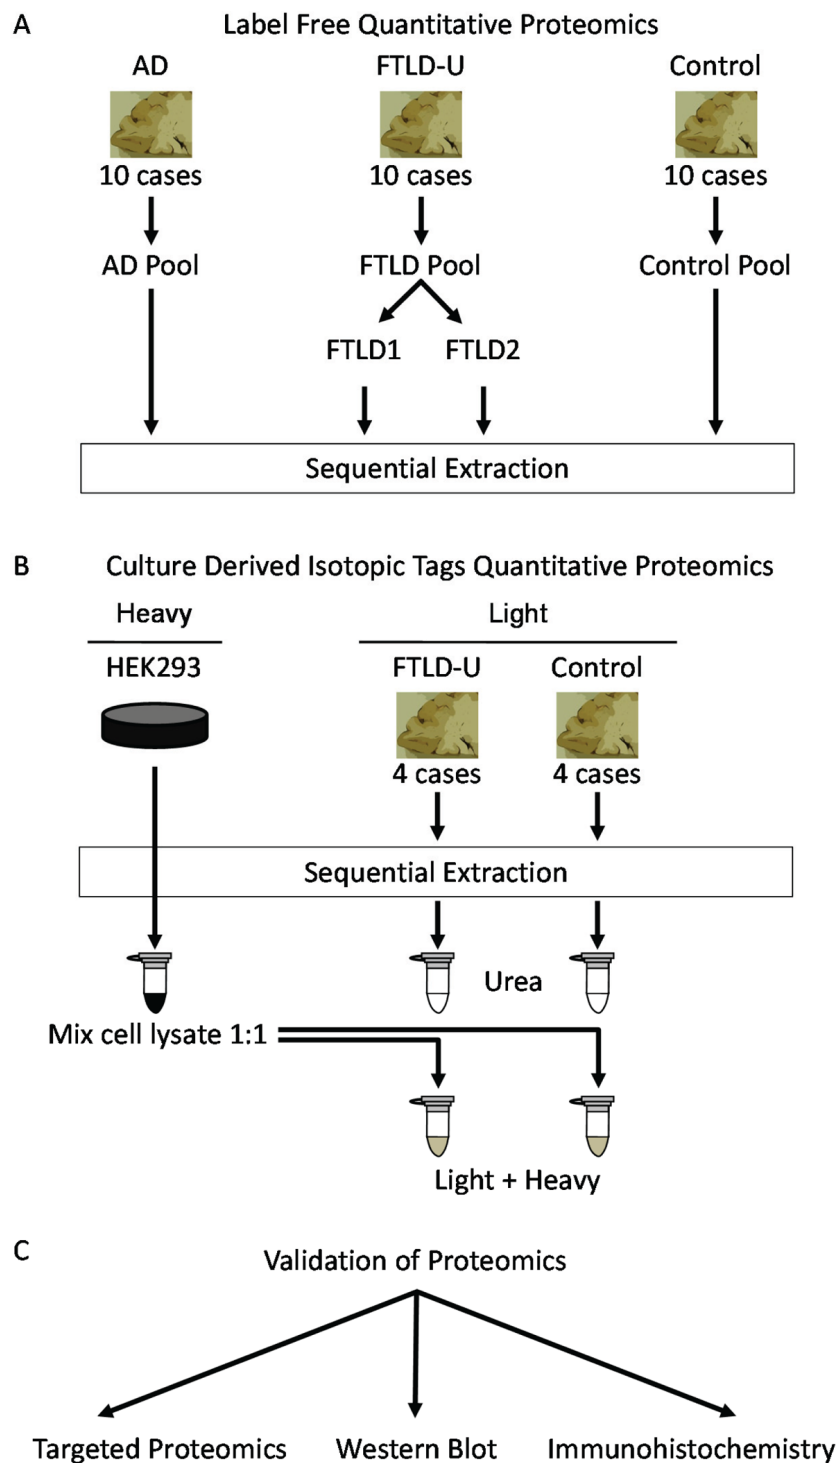 A
Label Free Quantitative Proteomics
AD
FTLD-U
Control
10 cases
10 cases
10 cases
AD Pool
FTLD Pool
Control Pool
FTLD1
FTLD2
Sequential Extraction
B
Culture Derived Isotopic Tags Quantitative Proteomics
Heavy
Light
HEK293
FTLD-U
Control
4 cases
4 cases
Sequential Extraction
Urea
Mix cell lysate 1:1
Light + Heavy
C
Validation of Proteomics
Targeted Proteomics
Western Blot
Immunohistochemistry